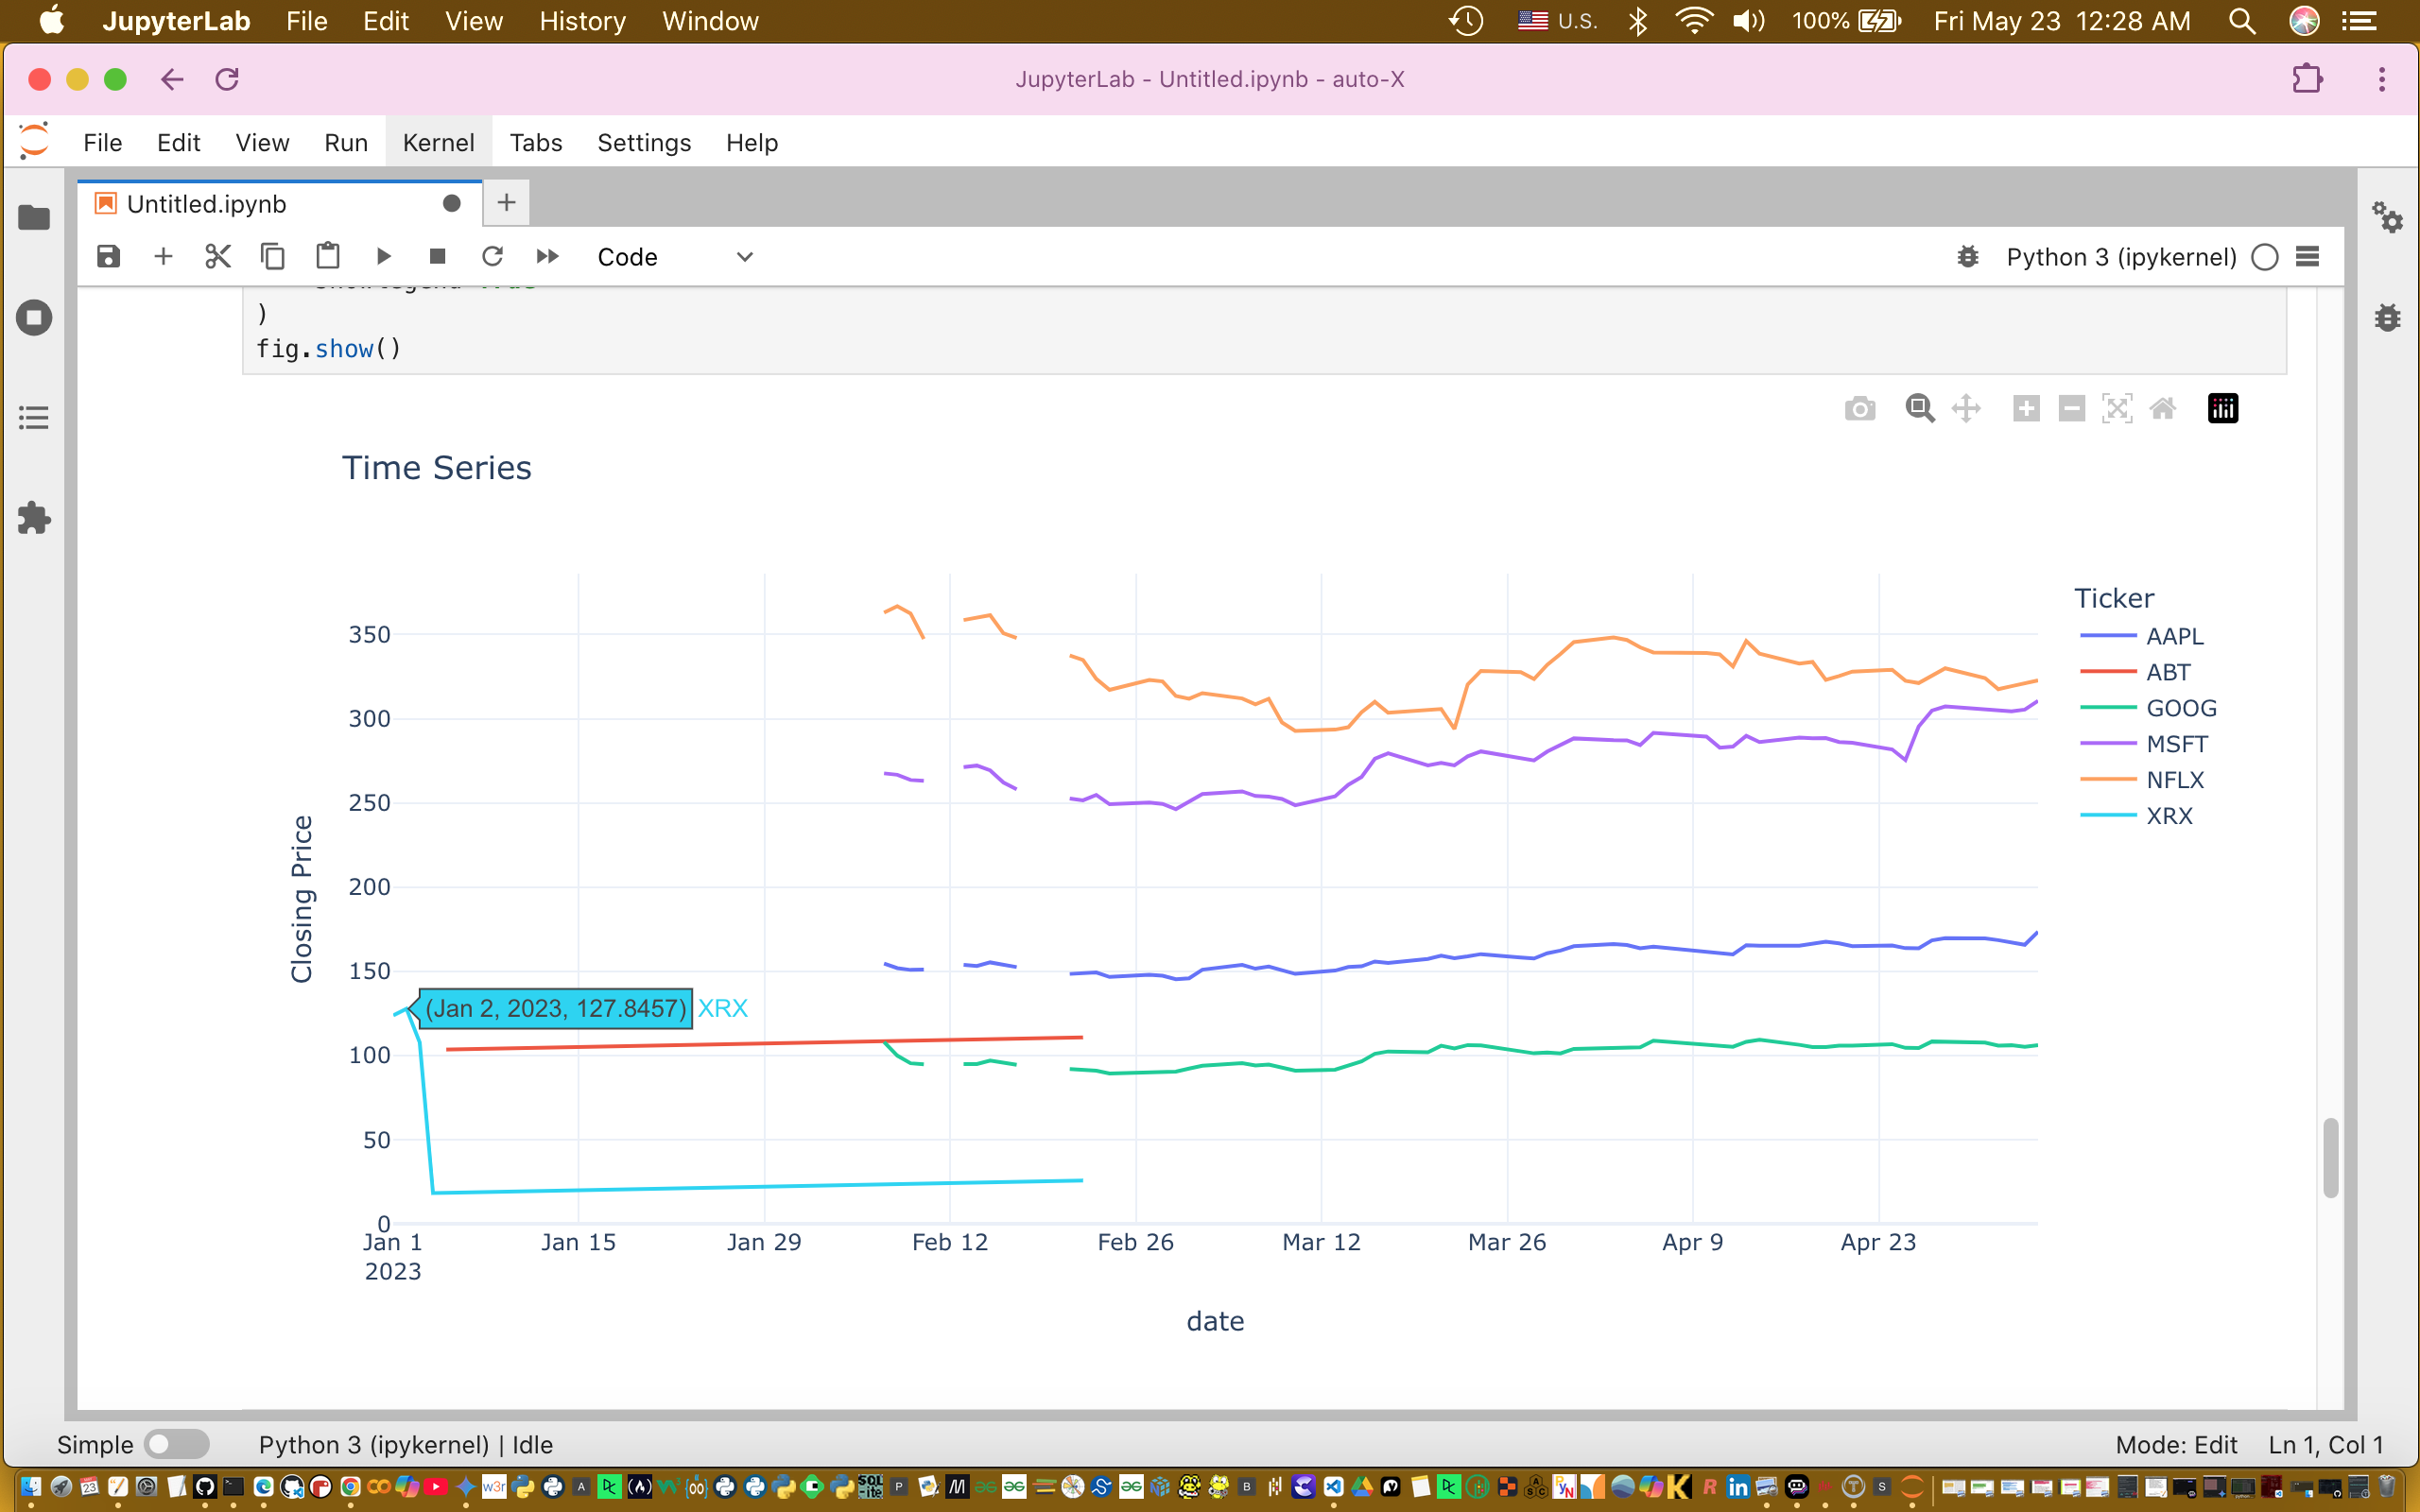 JupyterLab File Edit View History Window U.S. 100% Fri May 23 12:28 AM
JupyterLab - Untitled.ipynb - auto-X
File Edit View Run Kernel Tabs Settings Help
Untitled.ipynb
Code Python 3 (ipykernel)
)
fig.show()
Time Series
Ticker
AAPL
ABT
GOOG
MSFT
NFLX
XRX
Closing Price
350
300
250
200
150
100
50
0
(Jan 2, 2023, 127.8457) XRX
Jan 1 Jan 15 Jan 29 Feb 12 Feb 26 Mar 12 Mar 26 Apr 9 Apr 23
2023
date
Simple Python 3 (ipykernel) | Idle Mode: Edit Ln 1, Col 1